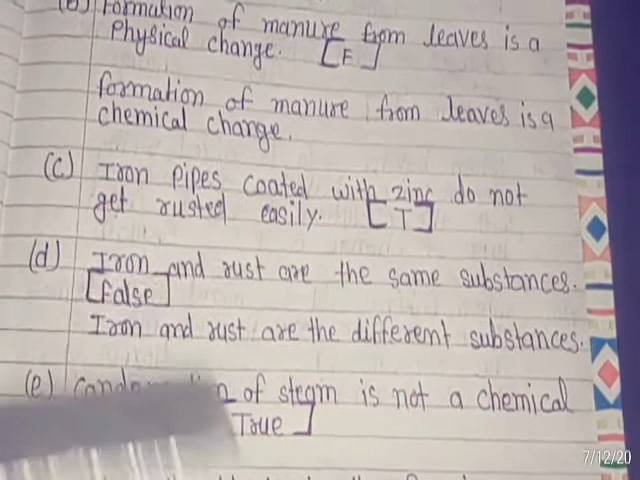 (b) Formation of manure from leaves is a
Physical change. [F]
formation of manure from leaves is a
chemical change.
(c) Iron pipes coated with zinc do not
get rusted easily. [T]
(d) Iron and rust are the same substances.
[false]
Iron and rust are the different substances.
(e) of steam is not a chemical
True]
7/12/20